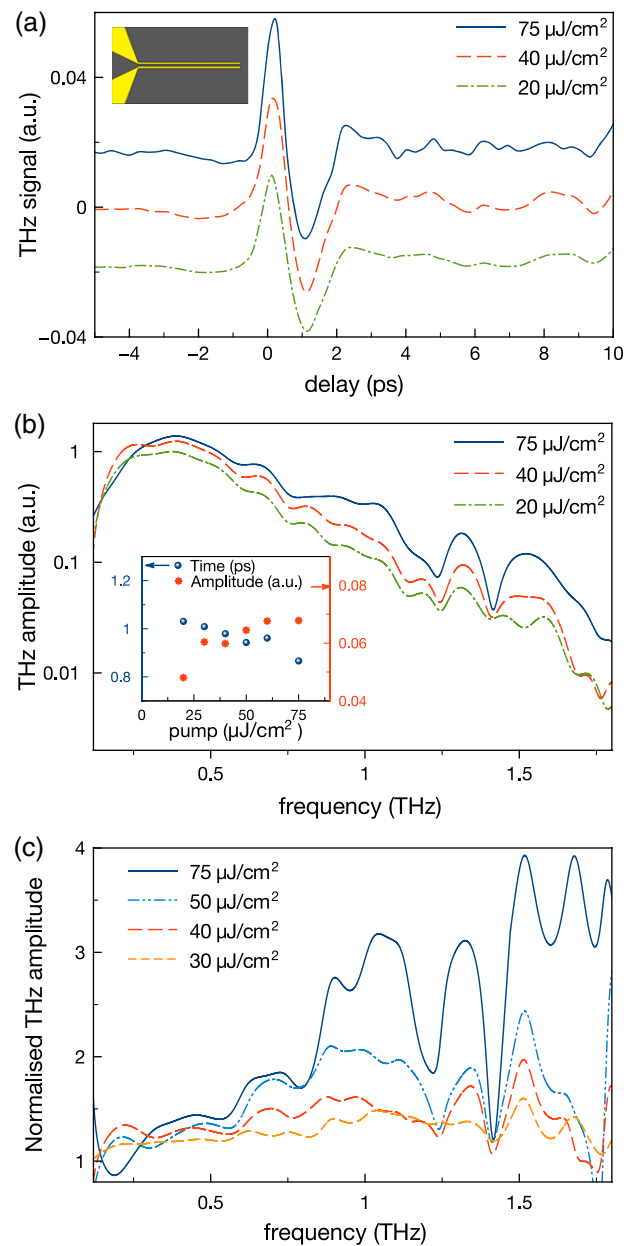 (a)
75 µJ/cm²
40 µJ/cm²
20 µJ/cm²
THz signal (a.u.)
0.04
0
−0.04
−4 −2 0 2 4 6 8 10
delay (ps)
(b)
75 µJ/cm²
40 µJ/cm²
20 µJ/cm²
THz amplitude (a.u.)
1
0.1
0.01
Time (ps)
Amplitude (a.u.)
1.2
1
0.8
0.08
0.06
0.04
0 25 50 75
pump (µJ/cm²)
0.5 1 1.5
frequency (THz)
(c)
75 µJ/cm²
50 µJ/cm²
40 µJ/cm²
30 µJ/cm²
Normalised THz amplitude
4
3
2
1
0.5 1 1.5
frequency (THz)